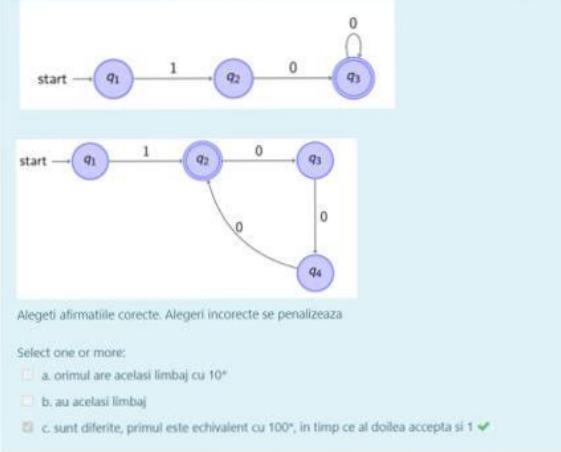 0
start q1 1 q2 0 q3
start q1 1 q2 0 q3
0
0
q4
Alegeti afirmatiile corecte. Alegeri incorecte se penalizeaza
Select one or more:
a. orimul are acelasi limbaj cu 10*
b. au acelasi limbaj
c. sunt diferite, primul este echivalent cu 100*, in timp ce al doilea accepta si 1